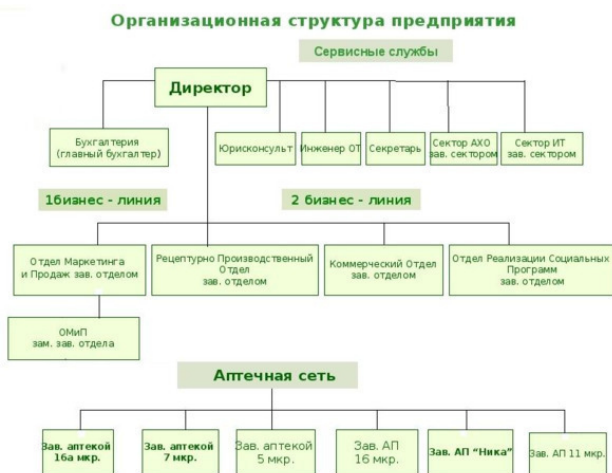 Организационная структура предприятия
Сервисные службы
Директор
Бухгалтерия
(главный бухгалтер)
Юрисконсульт
Инженер ОТ
Секретарь
Сектор АХО
зав. сектором
Сектор ИТ
зав. сектором
1бизнес - линия
2 бизнес - линия
Отдел Маркетинга
и Продаж зав. отделом
Рецептурно Производственный
Отдел
зав. отделом
Коммерческий Отдел
зав. отделом
Отдел Реализации Социальных
Программ
зав. отделом
ОМиП
зам. зав. отдела
Аптечная сеть
Зав. аптекой
16а мкр.
Зав. аптекой
7 мкр.
Зав. аптекой
5 мкр.
Зав. АП
16 мкр.
Зав. АП “Ника”
Зав. АП 11 мкр.